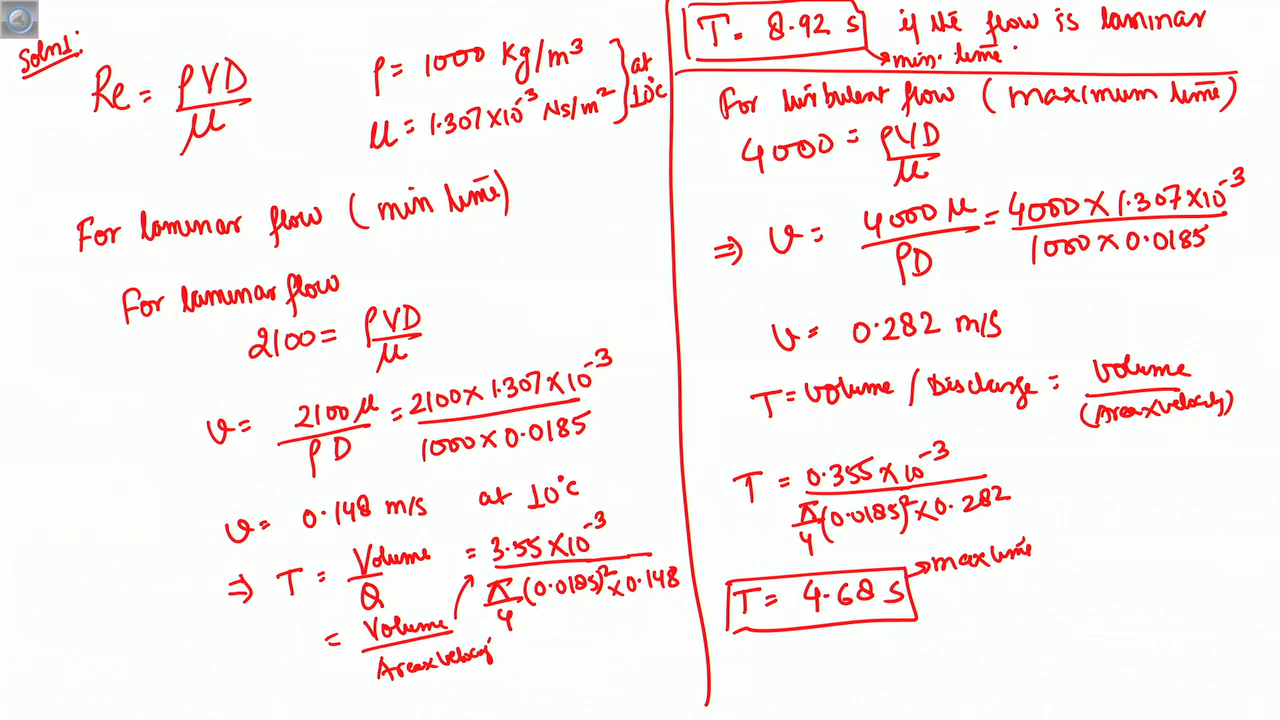 Soln1:
Re = ρVD / μ
ρ = 1000 Kg/m³
μ = 1.307×10⁻³ Ns/m² } at 10°C
For laminar flow (min time)
For laminar flow
2100 = ρVD / μ
v = 2100μ / ρD = 2100 × 1.307 × 10⁻³ / 1000 × 0.0185
v = 0.148 m/s at 10°C
⇒ T = Volume / Q = 3.55 × 10⁻³ / π/4 (0.0185)² × 0.148
= Volume / Area×velocity
T = 8.92 s if the flow is laminar
→ min. time.
For turbulent flow (maximum time)
4000 = ρVD / μ
⇒ v = 4000μ / ρD = 4000 × 1.307 × 10⁻³ / 1000 × 0.0185
v = 0.282 m/s
T = volume / Discharge = volume / (Area×velocity)
T = 0.355 × 10⁻³ / π/4 (0.0185)² × 0.282
T = 4.68 s → max time